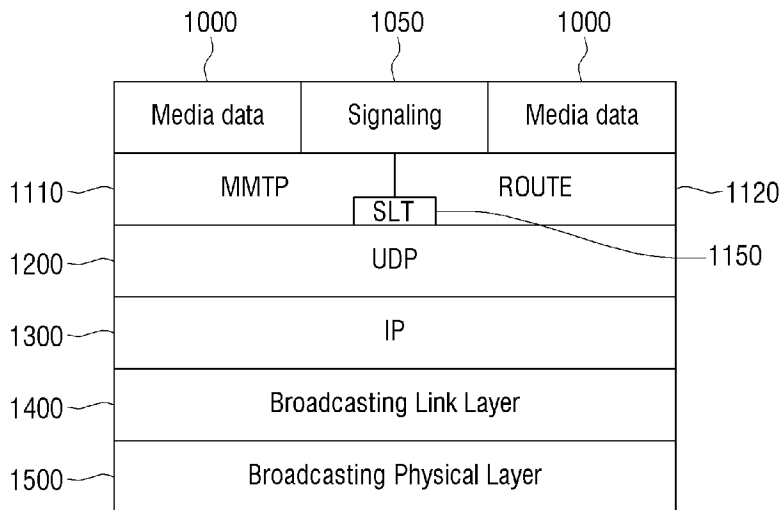 1000 1050 1000
Media data Signaling Media data
1110 MMTP ROUTE 1120
SLT
1150
1200 UDP
1300 IP
1400 Broadcasting Link Layer
1500 Broadcasting Physical Layer